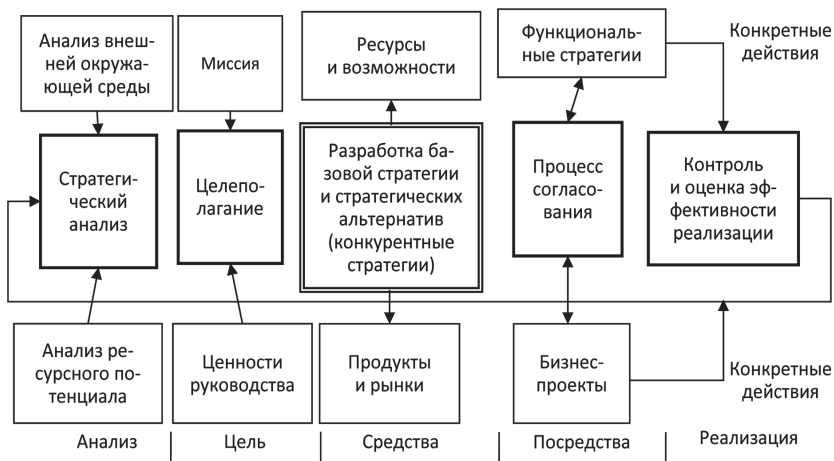 Анализ внеш-
ней окружа-
ющей среды
Миссия
Ресурсы
и возможности
Функциональ-
ные стратегии
Конкретные
действия
Стратеги-
ческий
анализ
Целепо-
лагание
Разработка ба-
зовой стратегии
и стратегических
альтернатив
(конкурентные
стратегии)
Процесс
согласо-
вания
Контроль
и оценка эф-
фективности
реализации
Анализ ре-
сурсного по-
тенциала
Ценности
руководства
Продукты
и рынки
Бизнес-
проекты
Конкретные
действия
Анализ
Цель
Средства
Посредства
Реализация